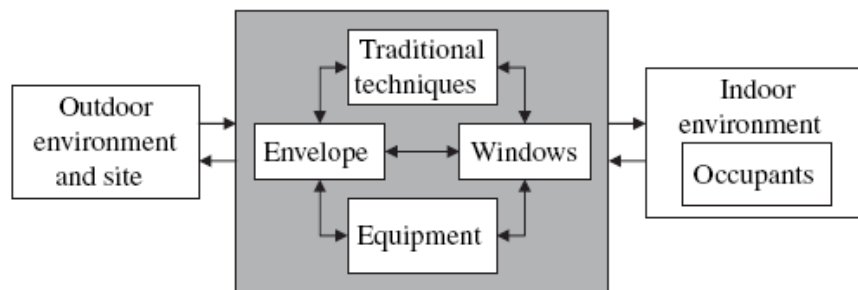 Outdoor
environment
and site
Traditional
techniques
Envelope
Windows
Equipment
Indoor
environment
Occupants